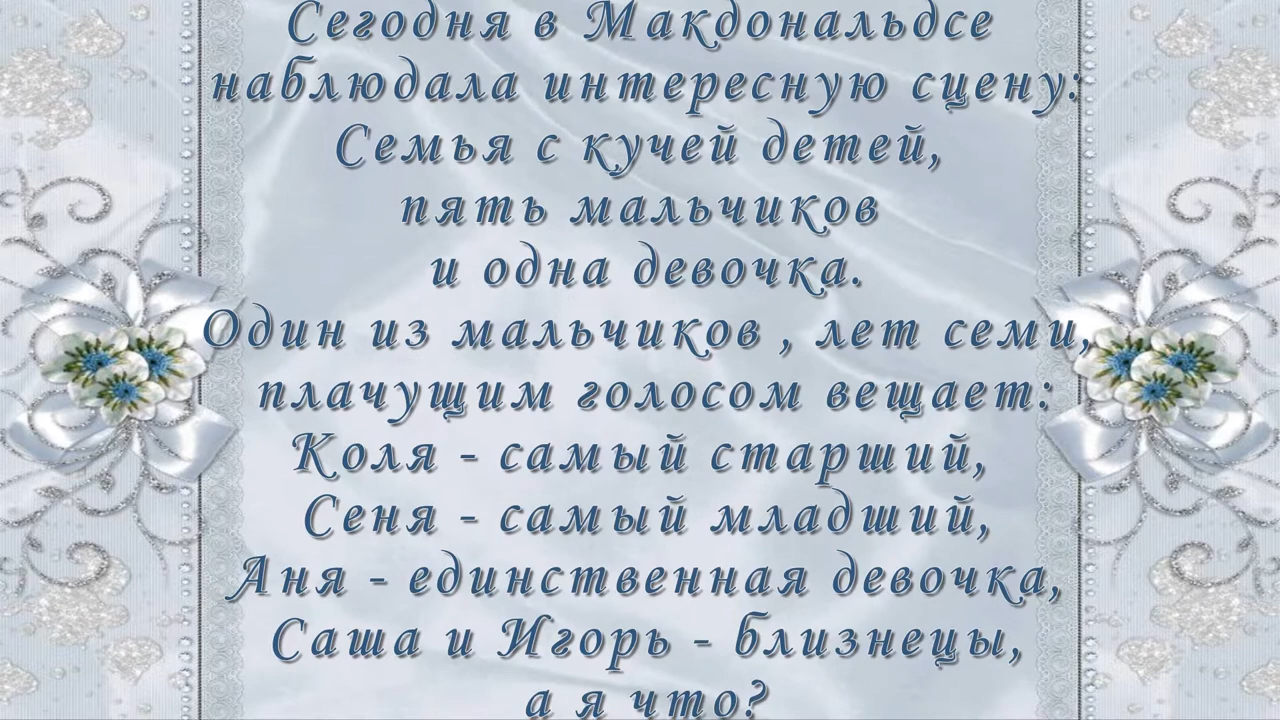 Сегодня в Макдональдсе
наблюдала интересную сцену:
Семья с кучей детей,
пять мальчиков
и одна девочка.
Один из мальчиков , лет семи,
плачущим голосом вещает:
Коля - самый старший,
Сеня - самый младший,
Аня - единственная девочка,
Саша и Игорь - близнецы,
а я что?